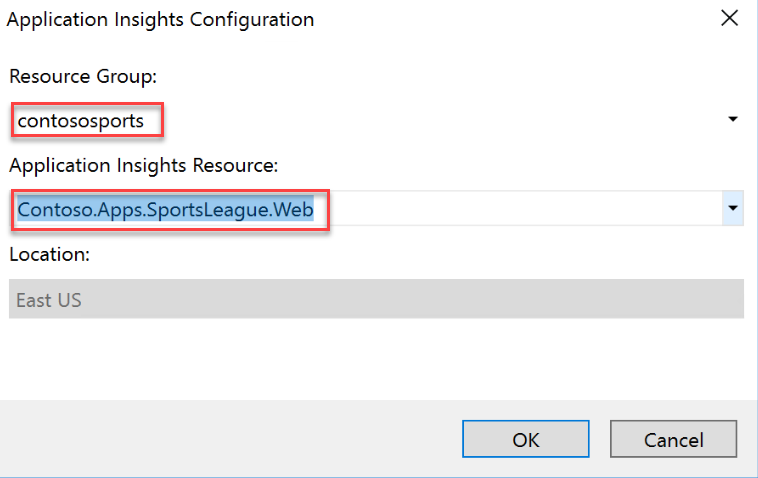 Application Insights Configuration
Resource Group:
contososports
Application Insights Resource:
Contoso.Apps.SportsLeague.Web
Location:
East US
OK Cancel